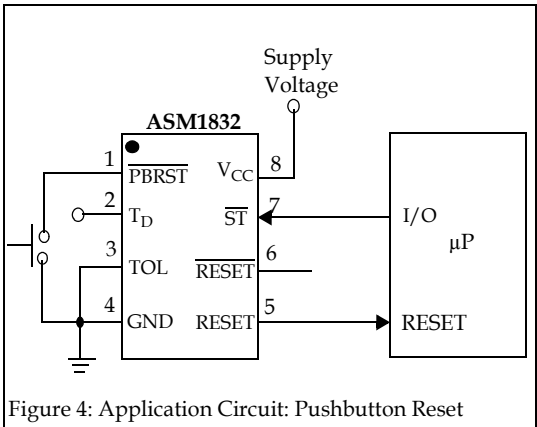 Supply
Voltage
ASM1832
1
PBRST
VCC
8
2
TD
ST
7
I/O
µP
3
TOL
RESET
6
4
GND
RESET
5
RESET
Figure 4: Application Circuit: Pushbutton Reset